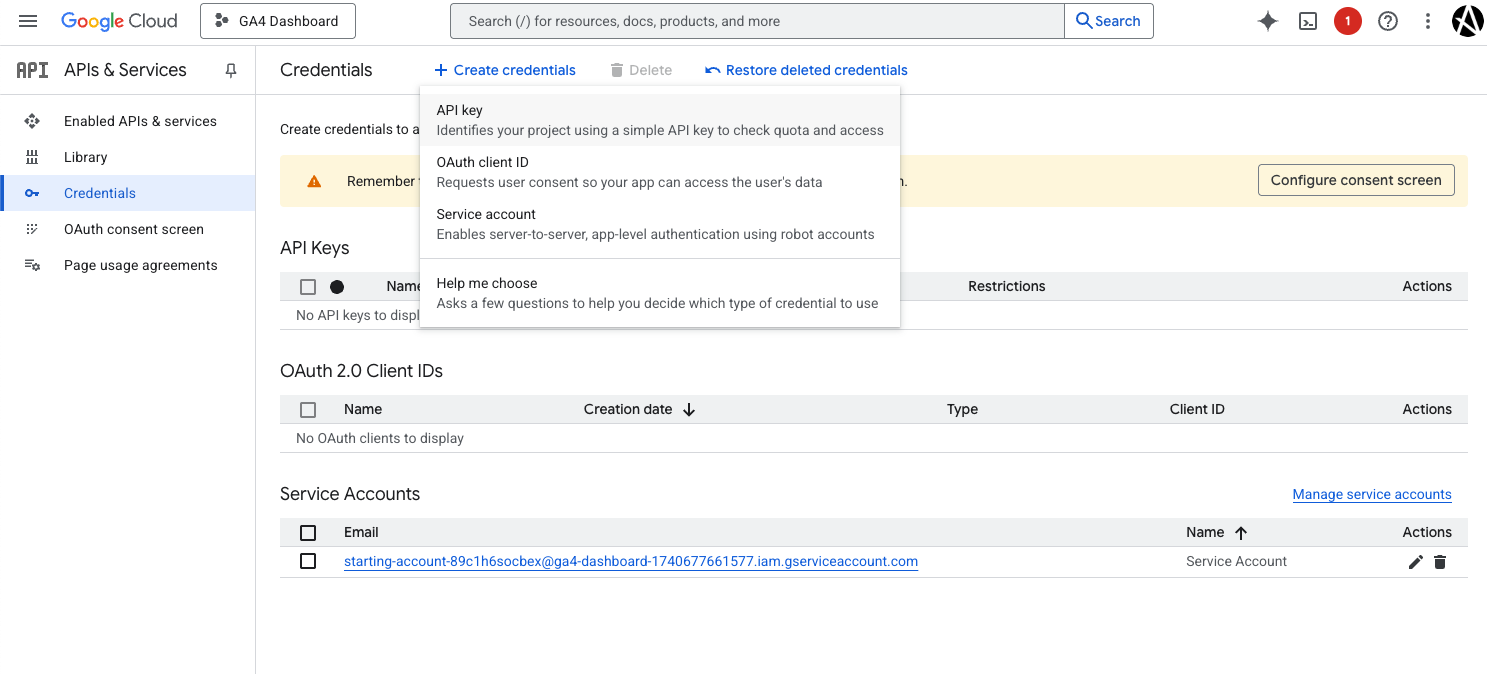 Google Cloud
GA4 Dashboard
Search (/) for resources, docs, products, and more
Search
1
API
APIs & Services
Credentials
Create credentials
Delete
Restore deleted credentials
Enabled APIs & services
Library
Credentials
OAuth consent screen
Page usage agreements
Create credentials to a
API key
Identifies your project using a simple API key to check quota and access
OAuth client ID
Requests user consent so your app can access the user's data
Service account
Enables server-to-server, app-level authentication using robot accounts
Help me choose
Asks a few questions to help you decide which type of credential to use
Remember
Configure consent screen
API Keys
Name
Restrictions
Actions
No API keys to displ
OAuth 2.0 Client IDs
Name
Creation date
Type
Client ID
Actions
No OAuth clients to display
Service Accounts
Manage service accounts
Email
Name
Actions
starting-account-89c1h6socbex@ga4-dashboard-1740677661577.iam.gserviceaccount.com
Service Account